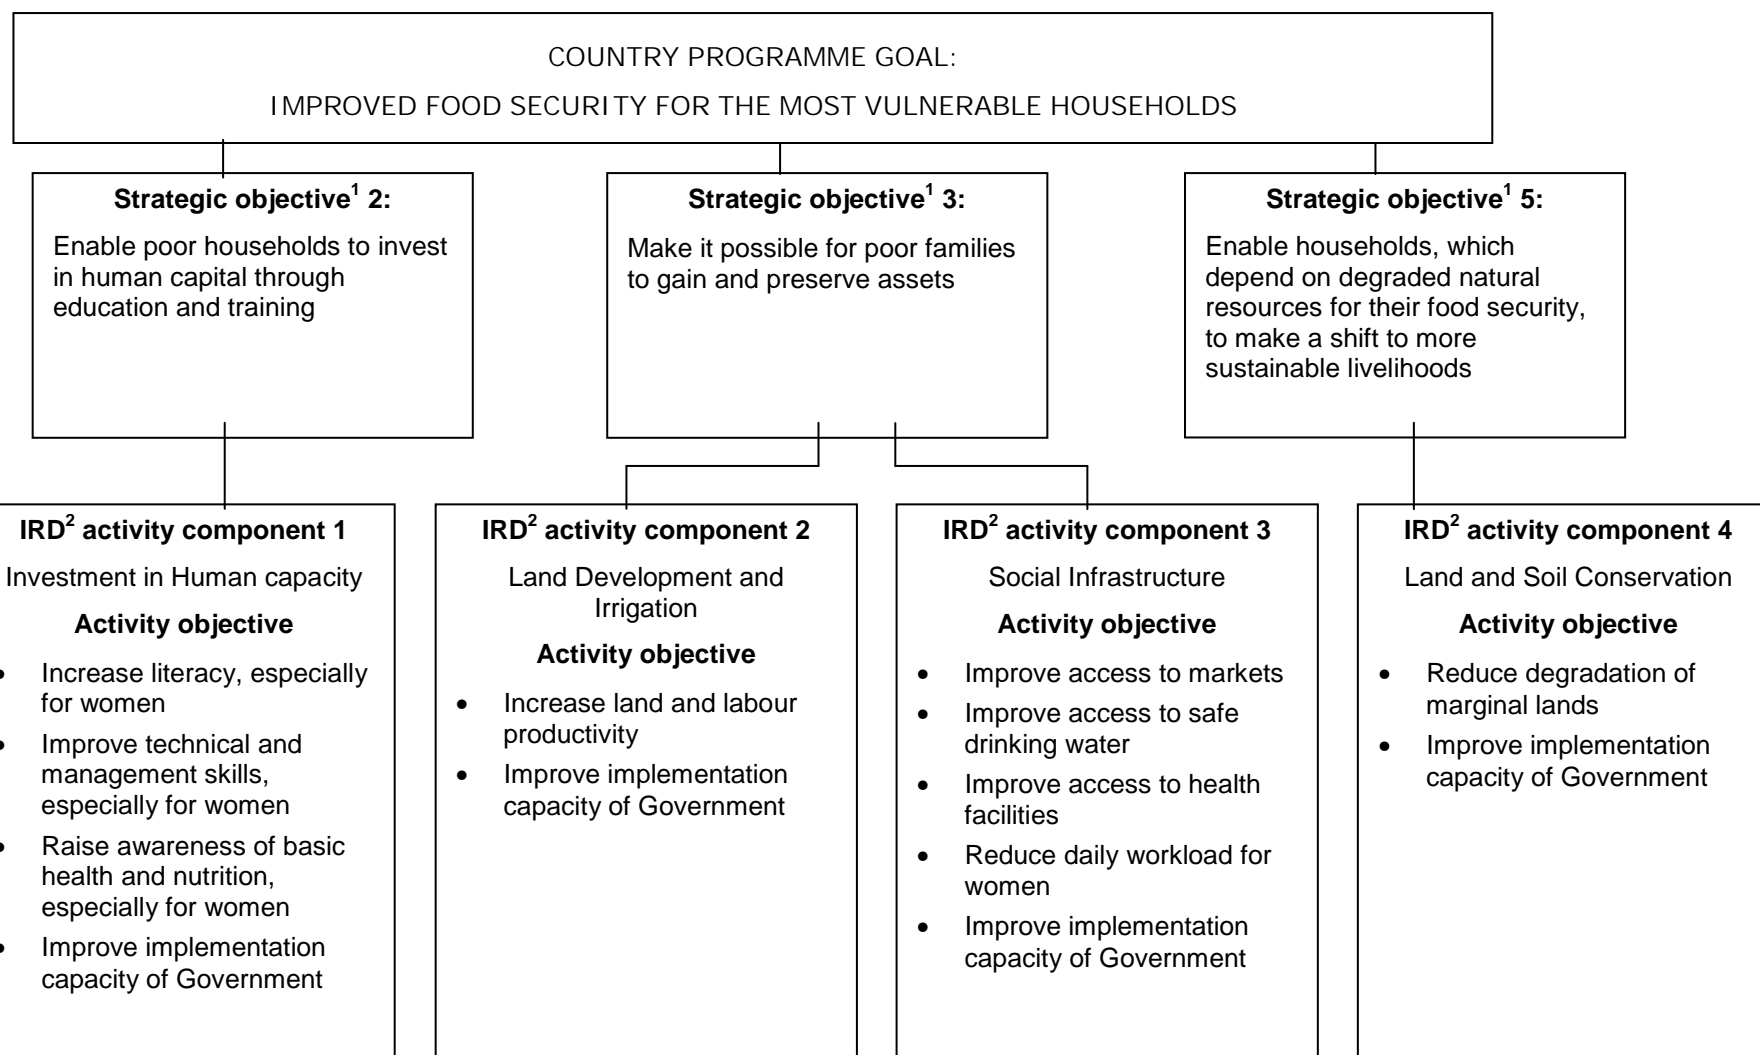 COUNTRY PROGRAMME GOAL:
IMPROVED FOOD SECURITY FOR THE MOST VULNERABLE HOUSEHOLDS
Strategic objective¹ 2:
Enable poor households to invest
in human capital through
education and training
Strategic objective¹ 3:
Make it possible for poor families
to gain and preserve assets
Strategic objective¹ 5:
Enable households, which
depend on degraded natural
resources for their food security,
to make a shift to more
sustainable livelihoods
IRD² activity component 1
Investment in Human capacity
Activity objective
• Increase literacy, especially
for women
• Improve technical and
management skills,
especially for women
• Raise awareness of basic
health and nutrition,
especially for women
• Improve implementation
capacity of Government
IRD² activity component 2
Land Development and
Irrigation
Activity objective
• Increase land and labour
productivity
• Improve implementation
capacity of Government
IRD² activity component 3
Social Infrastructure
Activity objective
• Improve access to markets
• Improve access to safe
drinking water
• Improve access to health
facilities
• Reduce daily workload for
women
• Improve implementation
capacity of Government
IRD² activity component 4
Land and Soil Conservation
Activity objective
• Reduce degradation of
marginal lands
• Improve implementation
capacity of Government